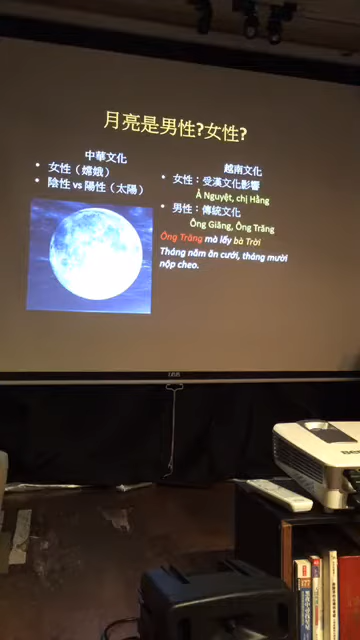 月亮是男性?女性?
中華文化
• 女性（嫦娥）
• 陰性 vs 陽性（太陽）
越南文化
• 女性：受漢文化影響
Ả Nguyệt, chị Hằng
• 男性：傳統文化
Ông Giăng, Ông Trăng
Ông Trăng mà lấy bà Trời
Tháng năm ăn cưới, tháng mười
nộp cheo.